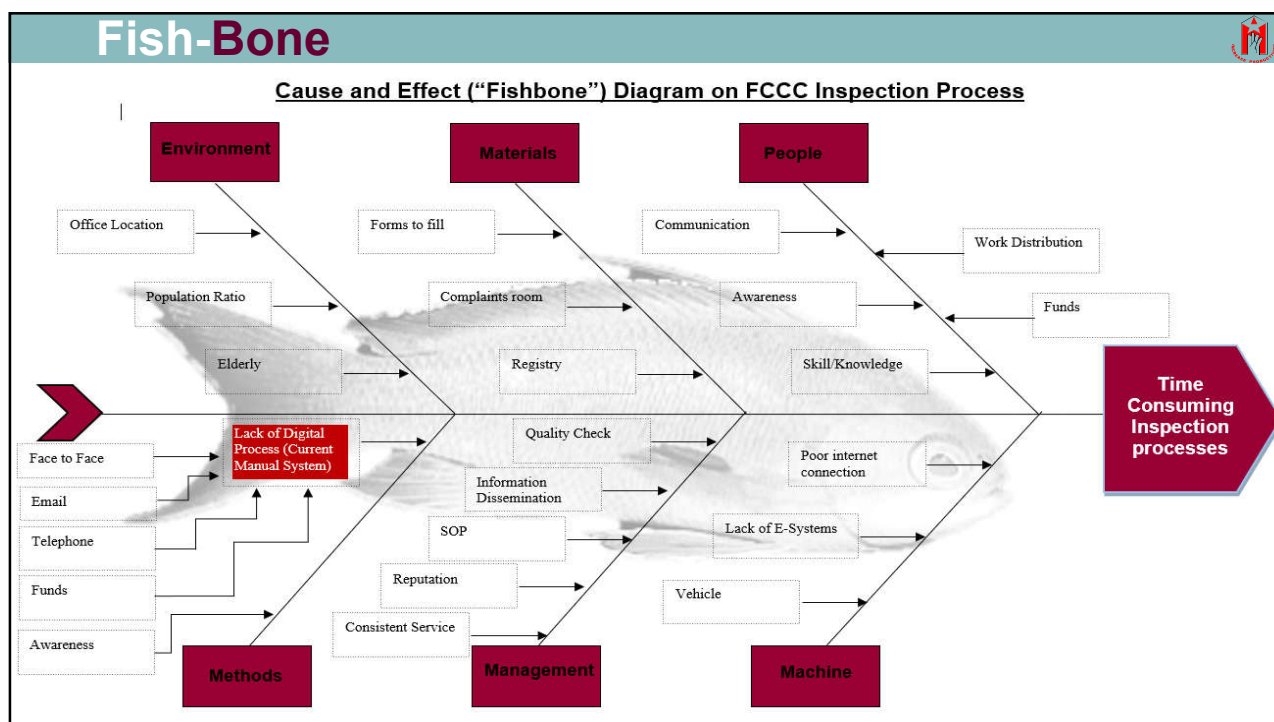 Fish-Bone
Cause and Effect (“Fishbone”) Diagram on FCCC Inspection Process
Environment
Materials
People
Office Location
Forms to fill
Communication
Work Distribution
Population Ratio
Complaints room
Awareness
Funds
Elderly
Registry
Skill/Knowledge
Time
Consuming
Inspection
processes
Lack of Digital
Process (Current
Manual System)
Quality Check
Poor internet
connection
Face to Face
Information
Dissemination
Email
SOP
Lack of E-Systems
Telephone
Reputation
Vehicle
Funds
Consistent Service
Awareness
Methods
Management
Machine